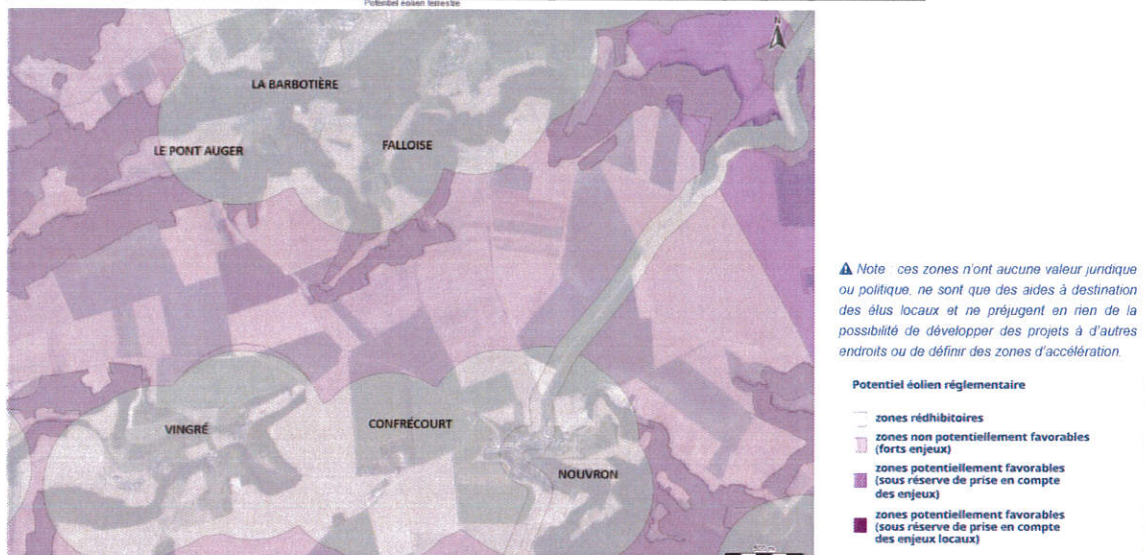 Potentiel éolien terrestre
N
LA BARBOTIÈRE
LE PONT AUGER
FALLOISE
VINGRÉ
CONFRÉCOURT
NOUVRON
Note : ces zones n'ont aucune valeur juridique
ou politique, ne sont que des aides à destination
des élus locaux et ne préjugent en rien de la
possibilité de développer des projets à d'autres
endroits ou de définir des zones d'accélération.
Potentiel éolien réglementaire
zones rédhibitoires
zones non potentiellement favorables
(forts enjeux)
zones potentiellement favorables
(sous réserve de prise en compte
des enjeux)
zones potentiellement favorables
(sous réserve de prise en compte
des enjeux locaux)